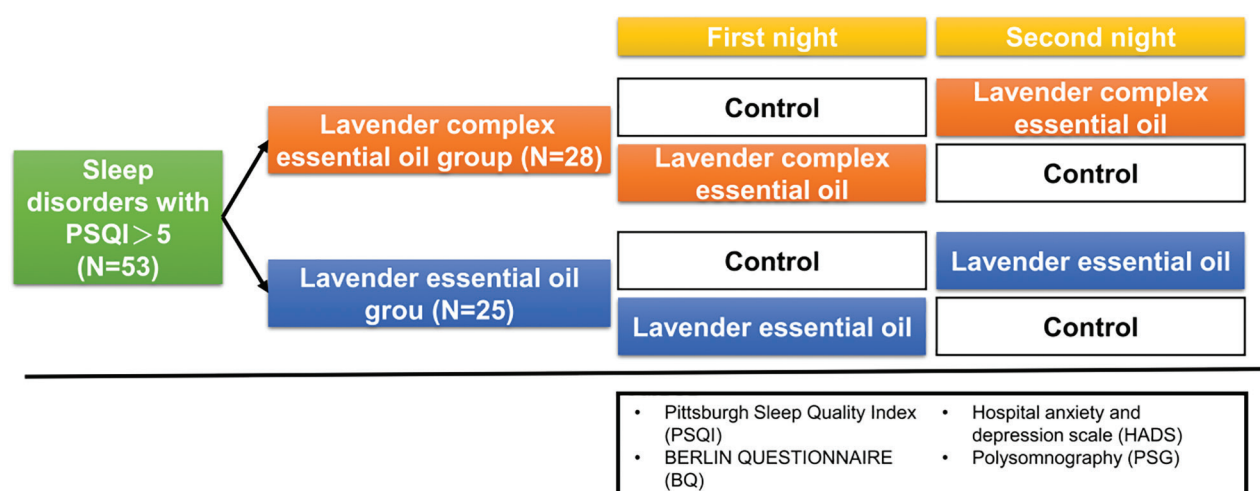 First night
Second night
Sleep
disorders with
PSQI＞5
(N=53)
Lavender complex
essential oil group (N=28)
Control
Lavender complex
essential oil
Lavender complex
essential oil
Control
Lavender essential oil
grou (N=25)
Control
Lavender essential oil
Lavender essential oil
Control
• Pittsburgh Sleep Quality Index
(PSQI)
• BERLIN QUESTIONNAIRE
(BQ)
• Hospital anxiety and
depression scale (HADS)
• Polysomnography (PSG)